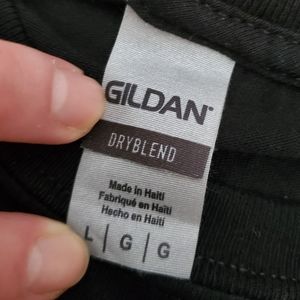 GILDAN
DRYBLEND
Made in Haiti
Fabriqué en Haïti
Hecho en Haití
L | G | G